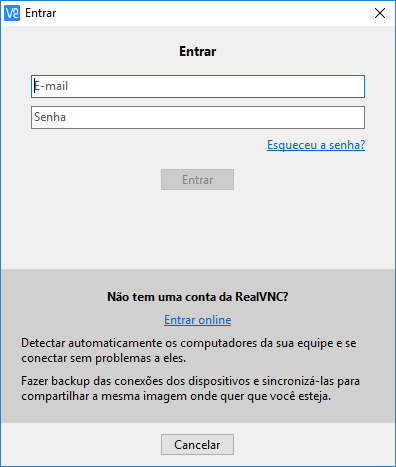 Entrar
Entrar
E-mail
Senha
Esqueceu a senha?
Entrar
Não tem uma conta da RealVNC?
Entrar online
Detectar automaticamente os computadores da sua equipe e se
conectar sem problemas a eles.
Fazer backup das conexões dos dispositivos e sincronizá-las para
compartilhar a mesma imagem onde quer que você esteja.
Cancelar